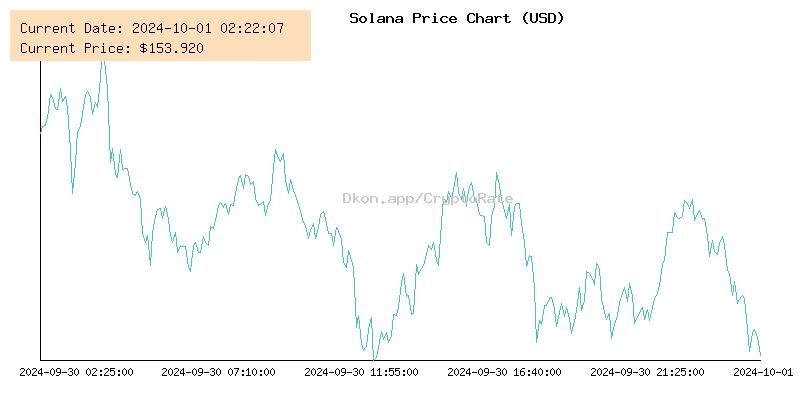 Solana Price Chart (USD)
Current Date: 2024-10-01 02:22:07
Current Price: $153.920
Dkon.app/CryptoRate
2024-09-30 02:25:00
2024-09-30 07:10:00
2024-09-30 11:55:00
2024-09-30 16:40:00
2024-09-30 21:25:00
2024-10-01